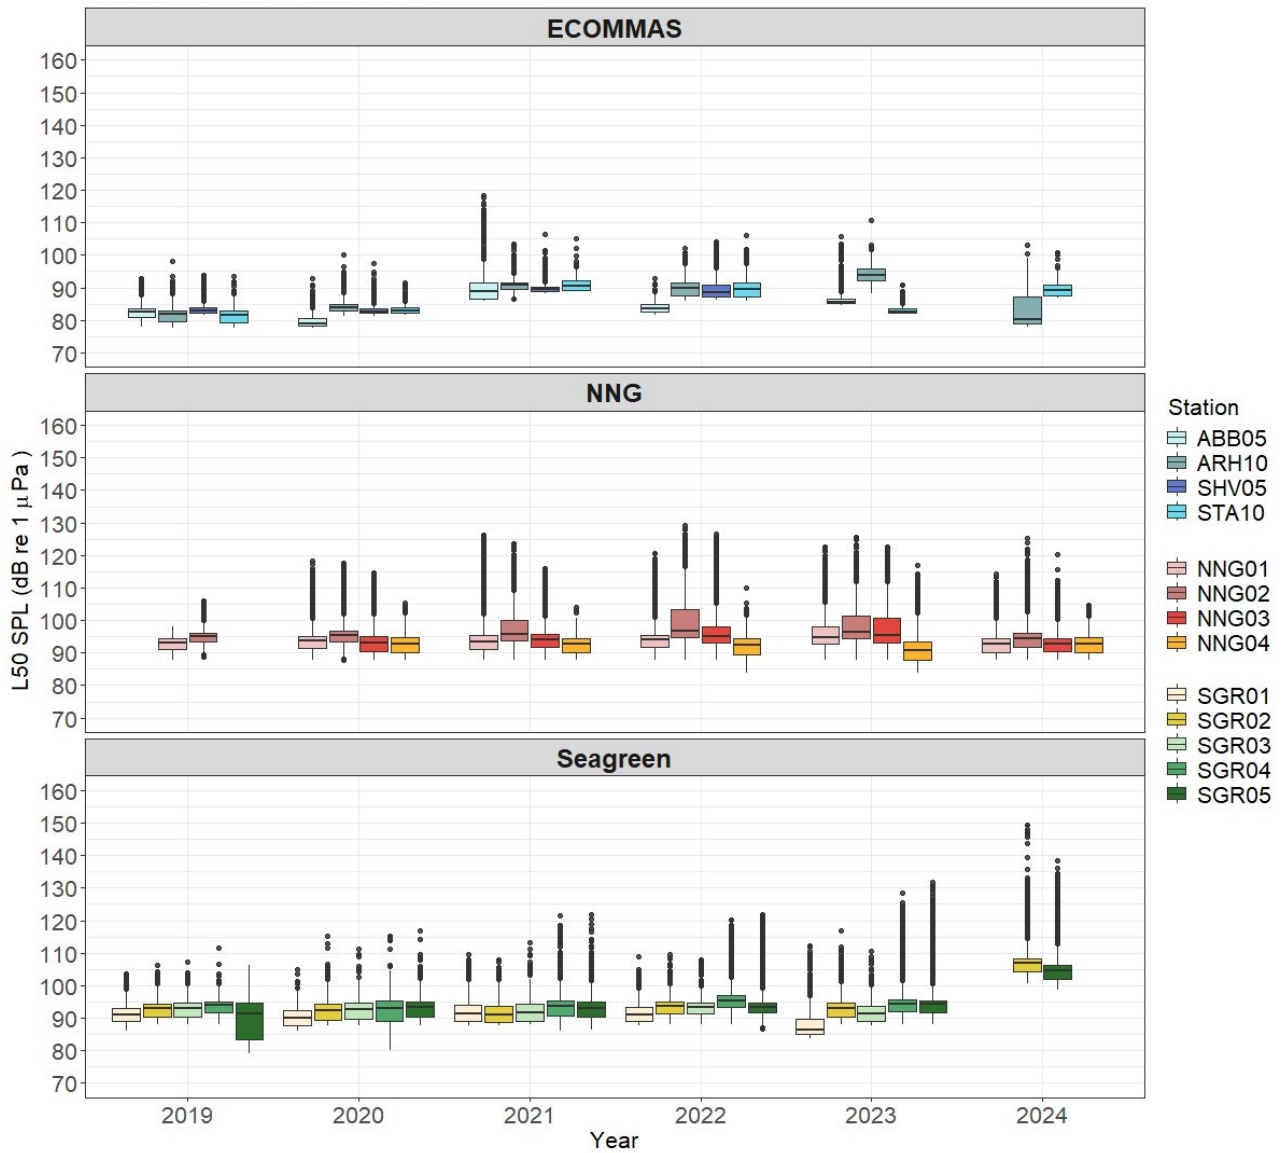 ECOMMAS
160
150
140
130
120
110
100
90
80
70
NNG
160
150
140
130
120
110
100
90
80
70
Seagreen
160
150
140
130
120
110
100
90
80
70
L50 SPL (dB re 1 μ Pa )
2019 2020 2021 2022 2023 2024
Year
Station
ABB05
ARH10
SHV05
STA10
NNG01
NNG02
NNG03
NNG04
SGR01
SGR02
SGR03
SGR04
SGR05